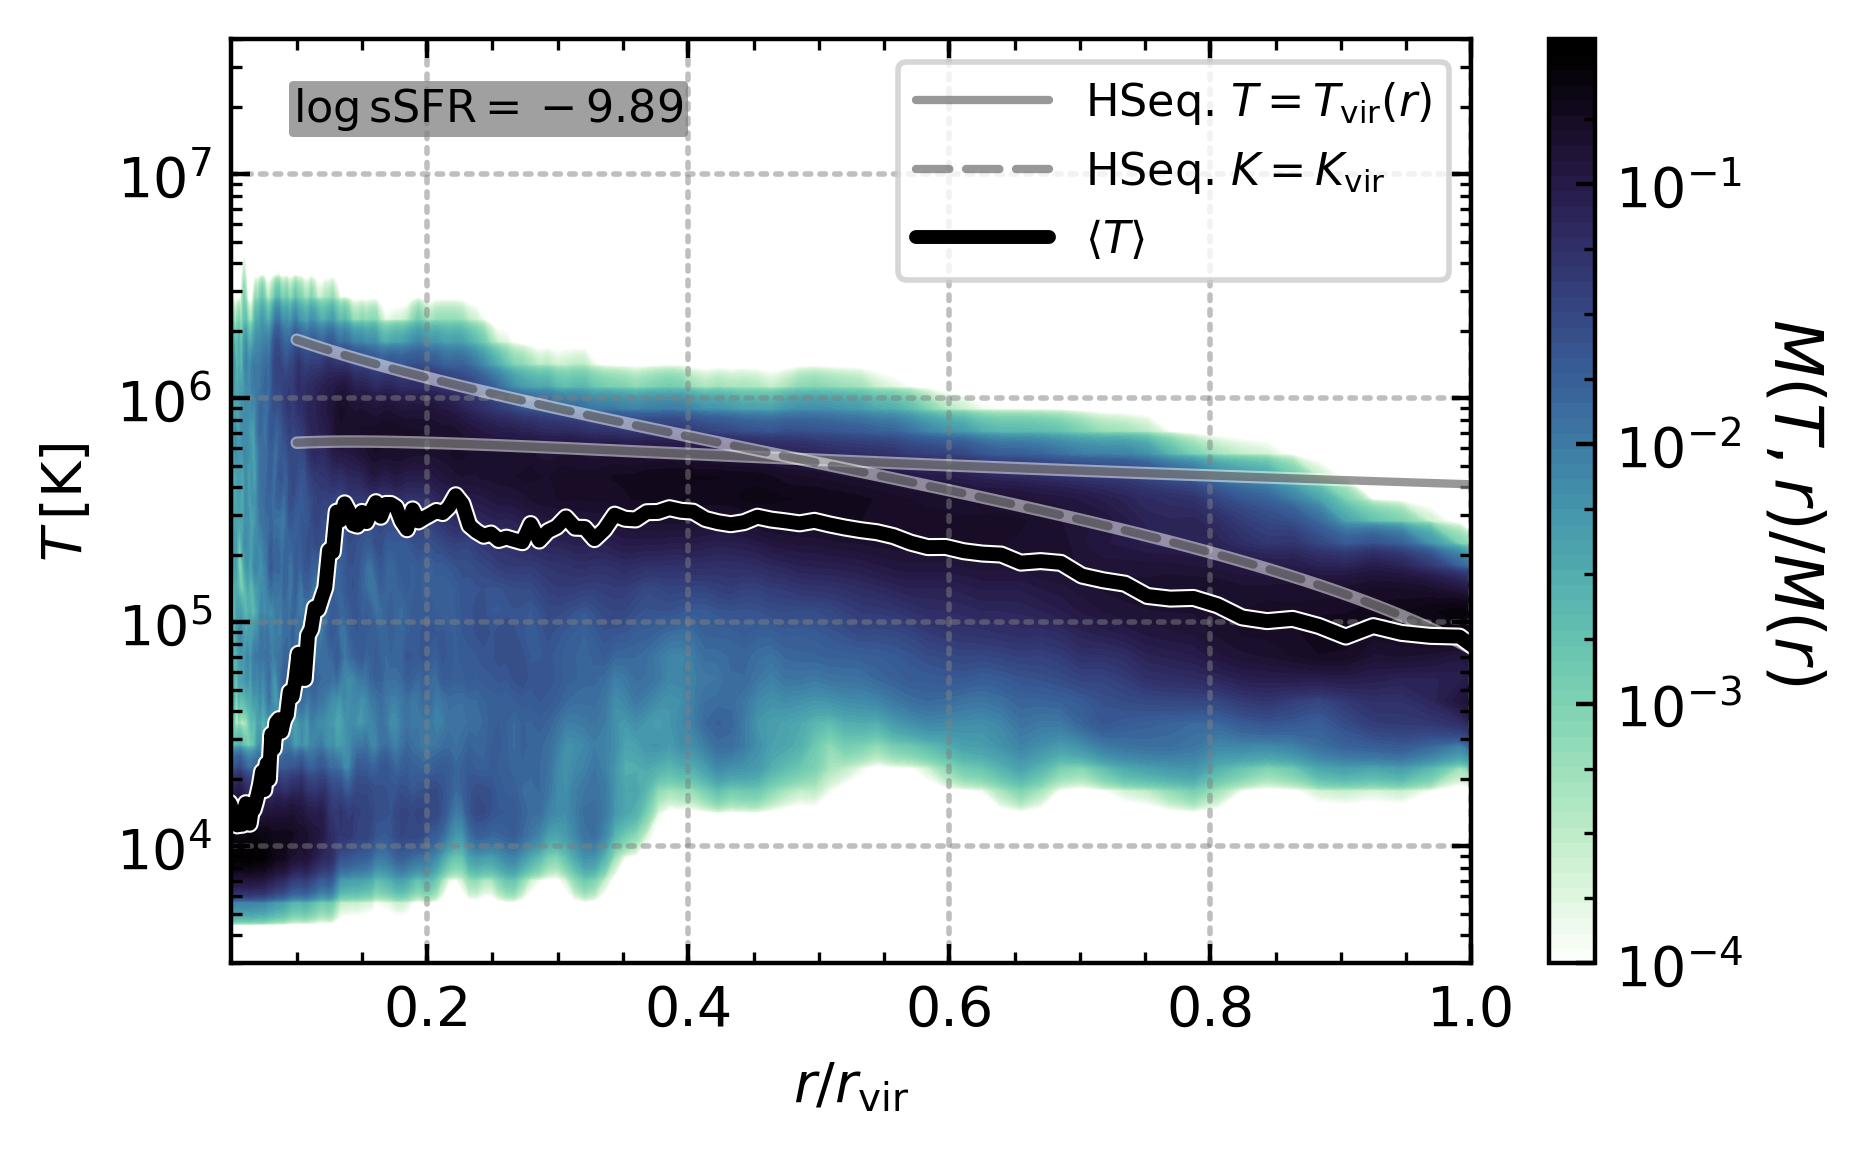 log sSFR = −9.89
HSeq. T = T_vir(r)
HSeq. K = K_vir
⟨T⟩
10^7
10^6
10^5
10^4
T [K]
0.2 0.4 0.6 0.8 1.0
r/r_vir
10^−1
10^−2
10^−3
10^−4
M(T, r)/M(r)